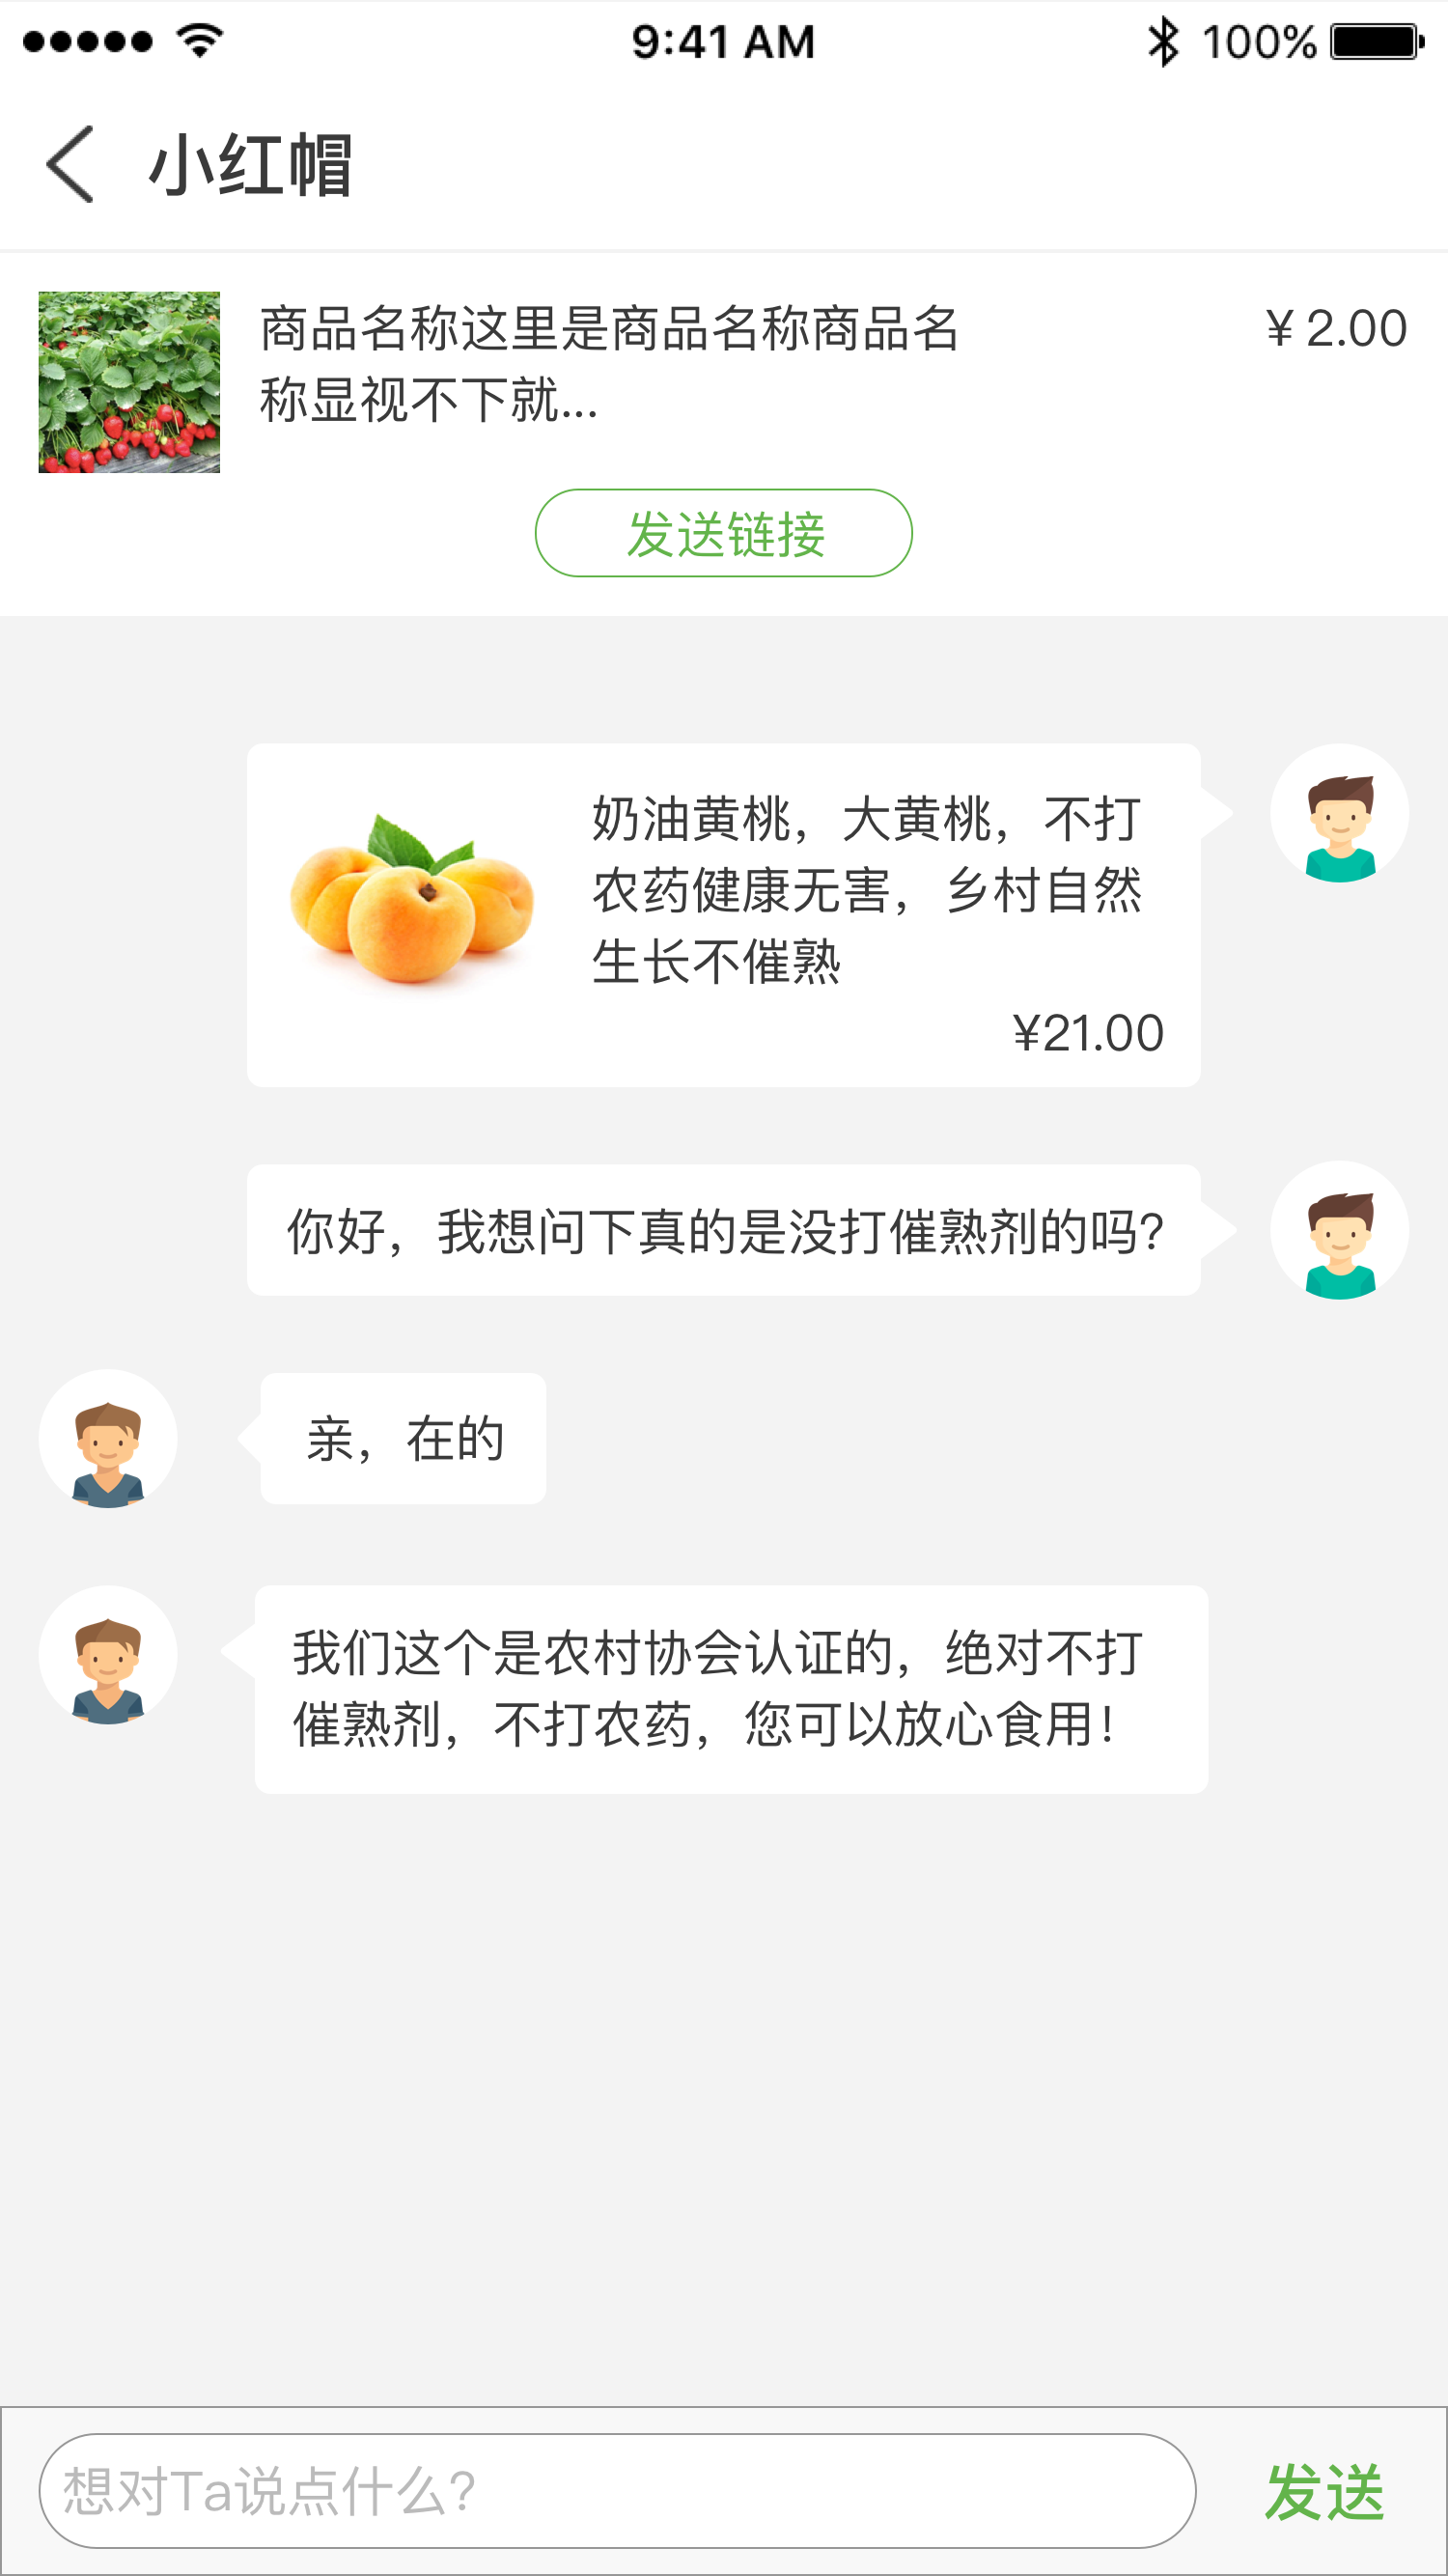 9:41 AM
100%
小红帽
商品名称这里是商品名称商品名
¥ 2.00
称显视不下就...
发送链接
奶油黄桃，大黄桃，不打
农药健康无害，乡村自然
生长不催熟
¥21.00
你好，我想问下真的是没打催熟剂的吗？
亲，在的
我们这个是农村协会认证的，绝对不打
催熟剂，不打农药，您可以放心食用！
想对Ta说点什么？
发送